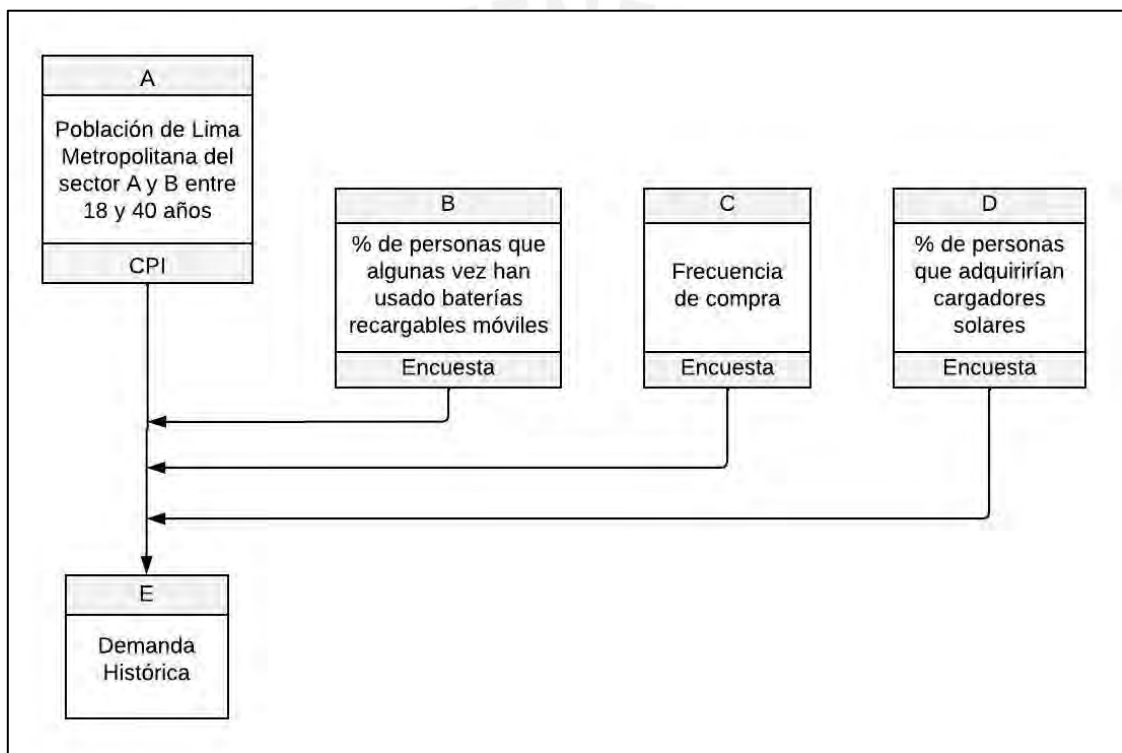 A
Población de Lima
Metropolitana del
sector A y B entre
18 y 40 años
CPI
B
% de personas que
algunas vez han
usado baterías
recargables móviles
Encuesta
C
Frecuencia
de compra
Encuesta
D
% de personas
que adquirirían
cargadores
solares
Encuesta
E
Demanda
Histórica